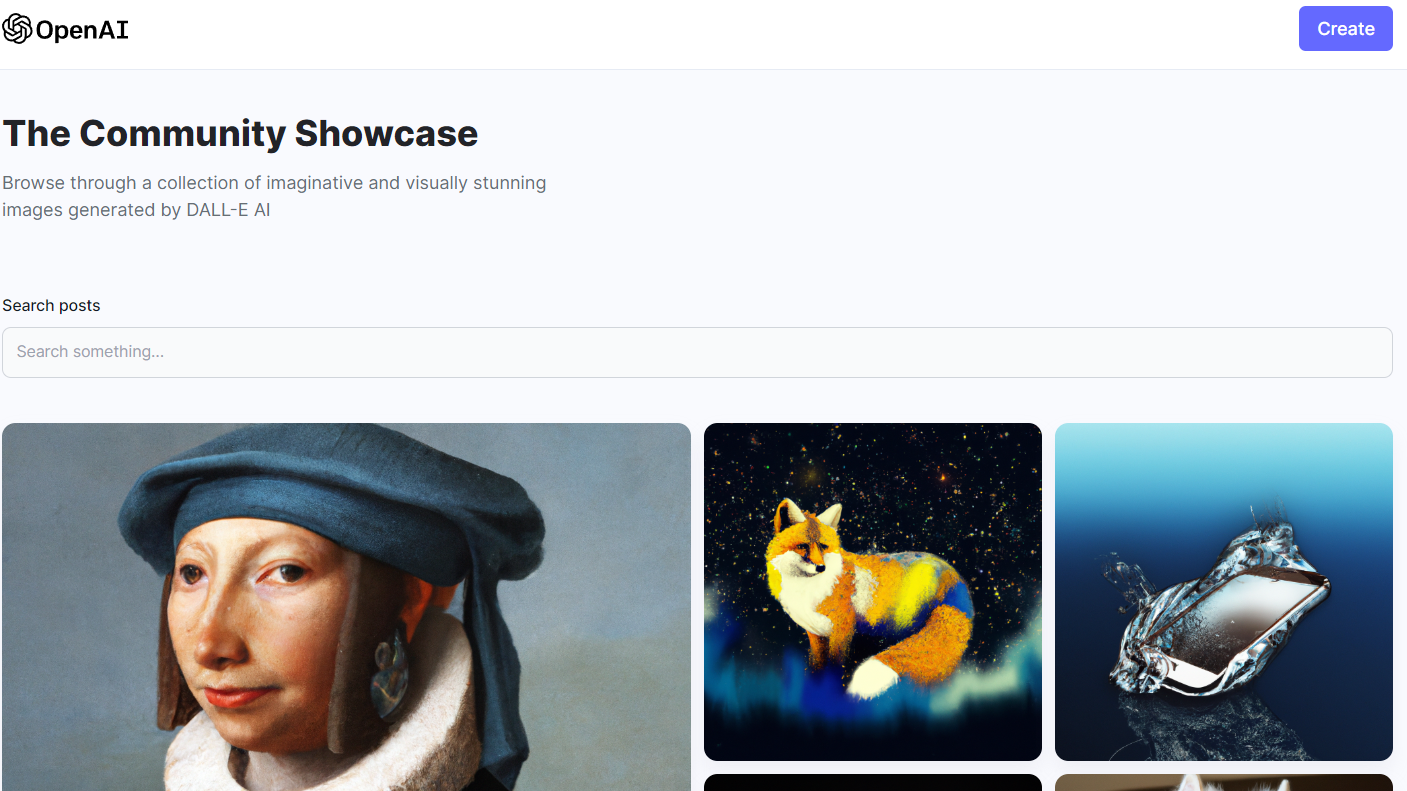 OpenAI
Create
The Community Showcase
Browse through a collection of imaginative and visually stunning
images generated by DALL-E AI
Search posts
Search something...